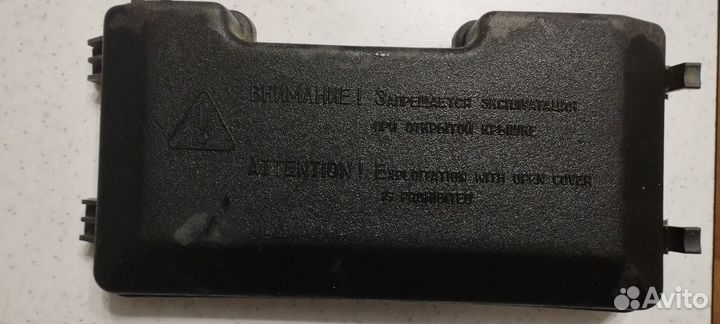 ВНИМАНИЕ! ЗАПРЕЩАЕТСЯ ЭКСПЛУАТАЦИЯ
ПРИ ОТКРЫТОЙ КРЫШКЕ
ATTENTION! EXPLOITATION WITH OPEN COVER
IS PROHIBITED
Avito